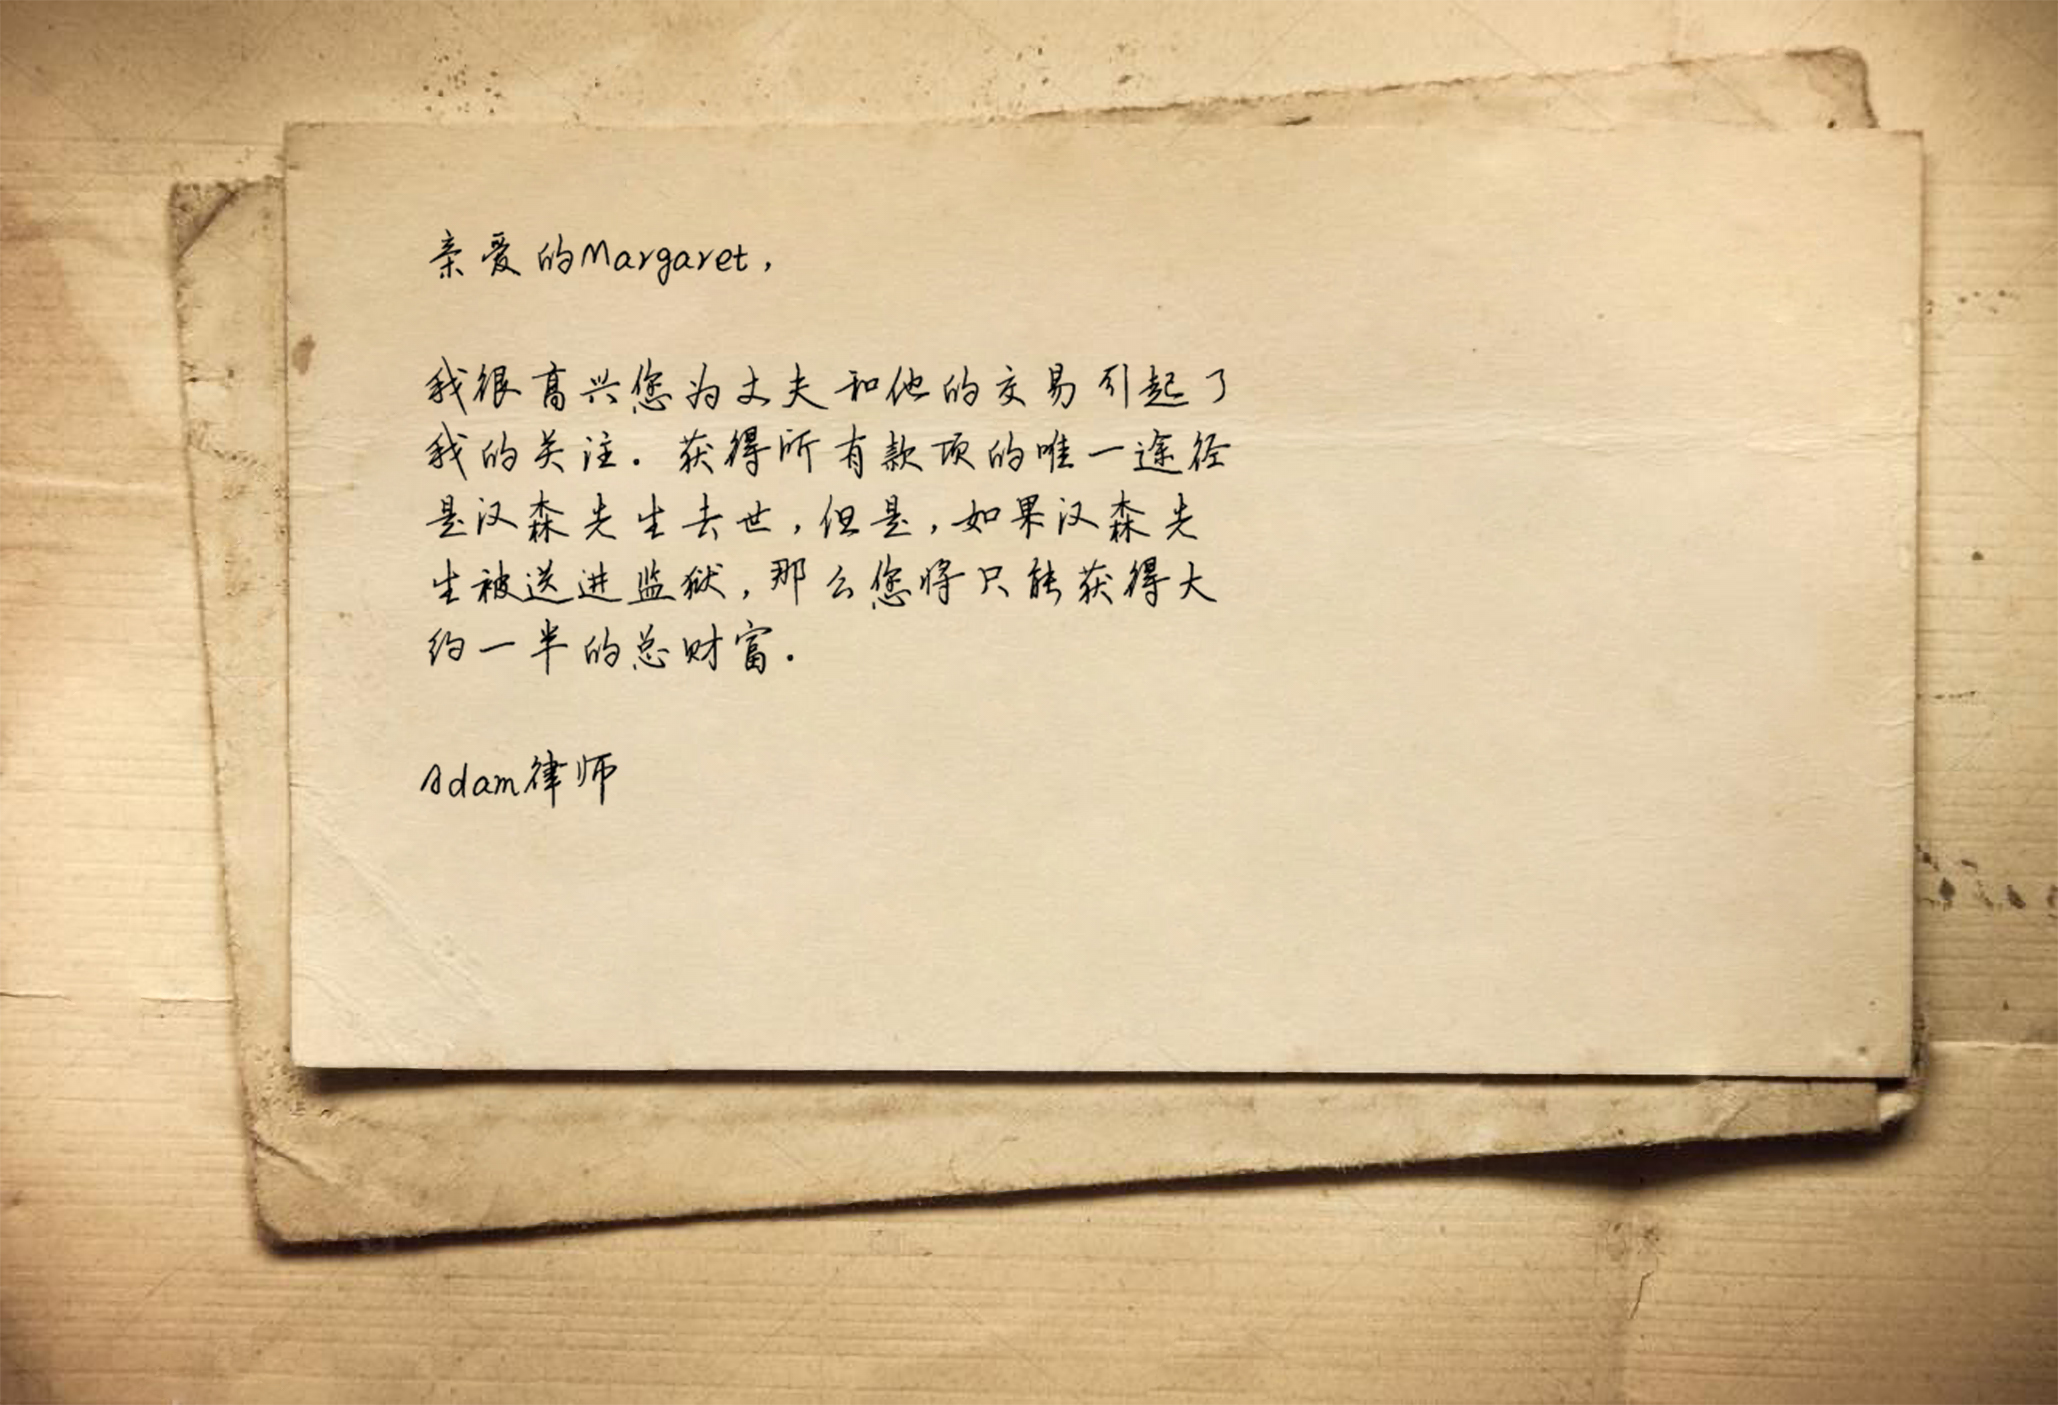 亲爱的Margaret，
我很高兴您为丈夫和他的交易引起了
我的关注．获得所有款项的唯一途径
是汉森先生去世，但是，如果汉森先
生被送进监狱，那么您将只能获得大
约一半的总财富．
Adam律师